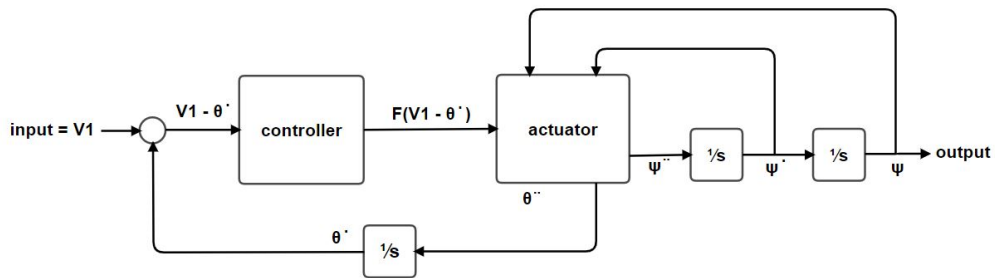 input = V1
V1 - θ˙
controller
F(V1 - θ˙)
actuator
ψ¨
¹⁄s
ψ˙
¹⁄s
ψ
output
θ¨
θ˙
¹⁄s